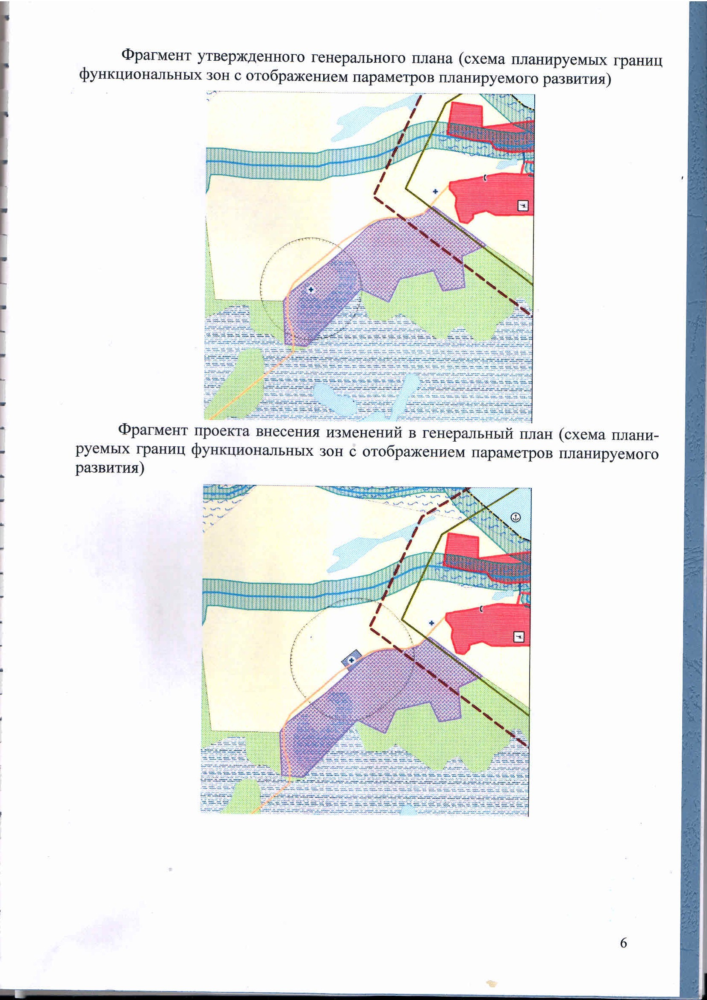 Фрагмент утвержденного генерального плана (схема планируемых границ
функциональных зон с отображением параметров планируемого развития)
Фрагмент проекта внесения изменений в генеральный план (схема плани-
руемых границ функциональных зон с отображением параметров планируемого
развития)
6